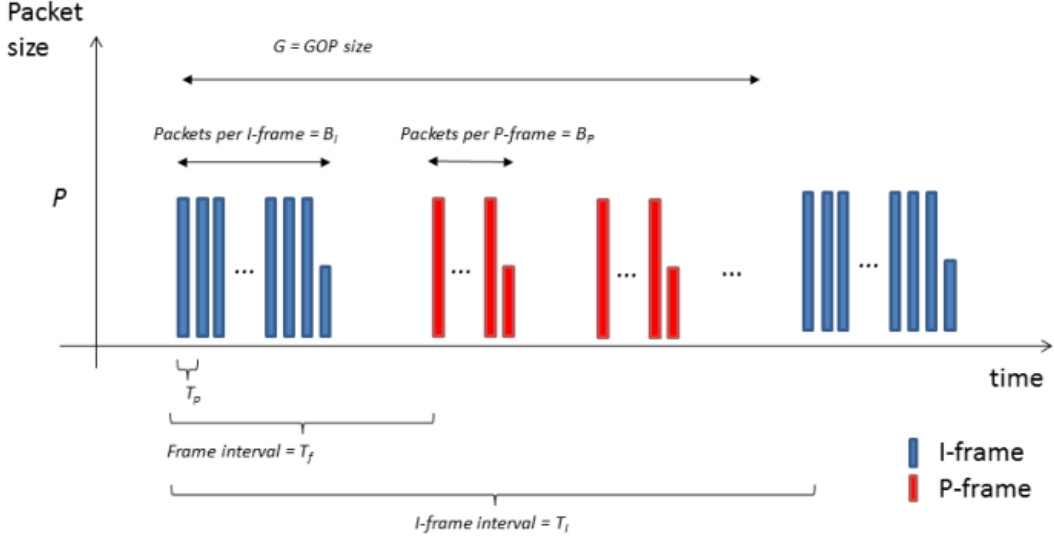 Packet
size
G = GOP size
Packets per I-frame = B_I
Packets per P-frame = B_P
P
...
...
...
...
...
time
T_p
Frame interval = T_f
I-frame
P-frame
I-frame interval = T_I